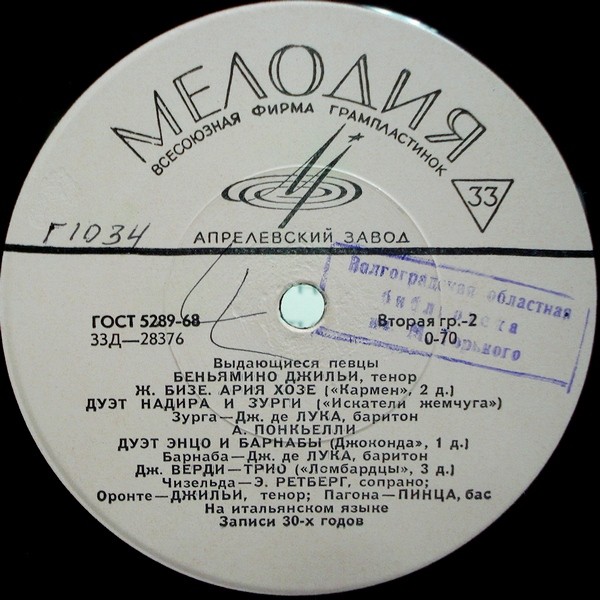 МЕЛОДИЯ
ВСЕСОЮЗНАЯ ФИРМА ГРАМПЛАСТИНОК
33
Г1034
АПРЕЛЕВСКИЙ ЗАВОД
Волгоградская областная
библиотека
Горького
ГОСТ 5289-68
Вторая гр.-2
33Д—28376
0-70
Выдающиеся певцы
БЕНЬЯМИНО ДЖИЛЬИ, тенор
Ж. БИЗЕ. АРИЯ ХОЗЕ («Кармен», 2 д.)
ДУЭТ НАДИРА И ЗУРГИ («Искатели жемчуга»)
Зурга—Дж. де ЛУКА, баритон
А. ПОНКЬЕЛЛИ
ДУЭТ ЭНЦО И БАРНАБЫ (Джоконда», 1 д.)
Барнаба—Дж. де ЛУКА, баритон
Дж. ВЕРДИ—ТРИО («Ломбардцы», 3 д.)
Чизельда—Э. РЕТБЕРГ, сопрано;
Оронте—ДЖИЛЬИ, тенор; Пагона—ПИНЦА, бас
На итальянском языке
Записи 30-х годов